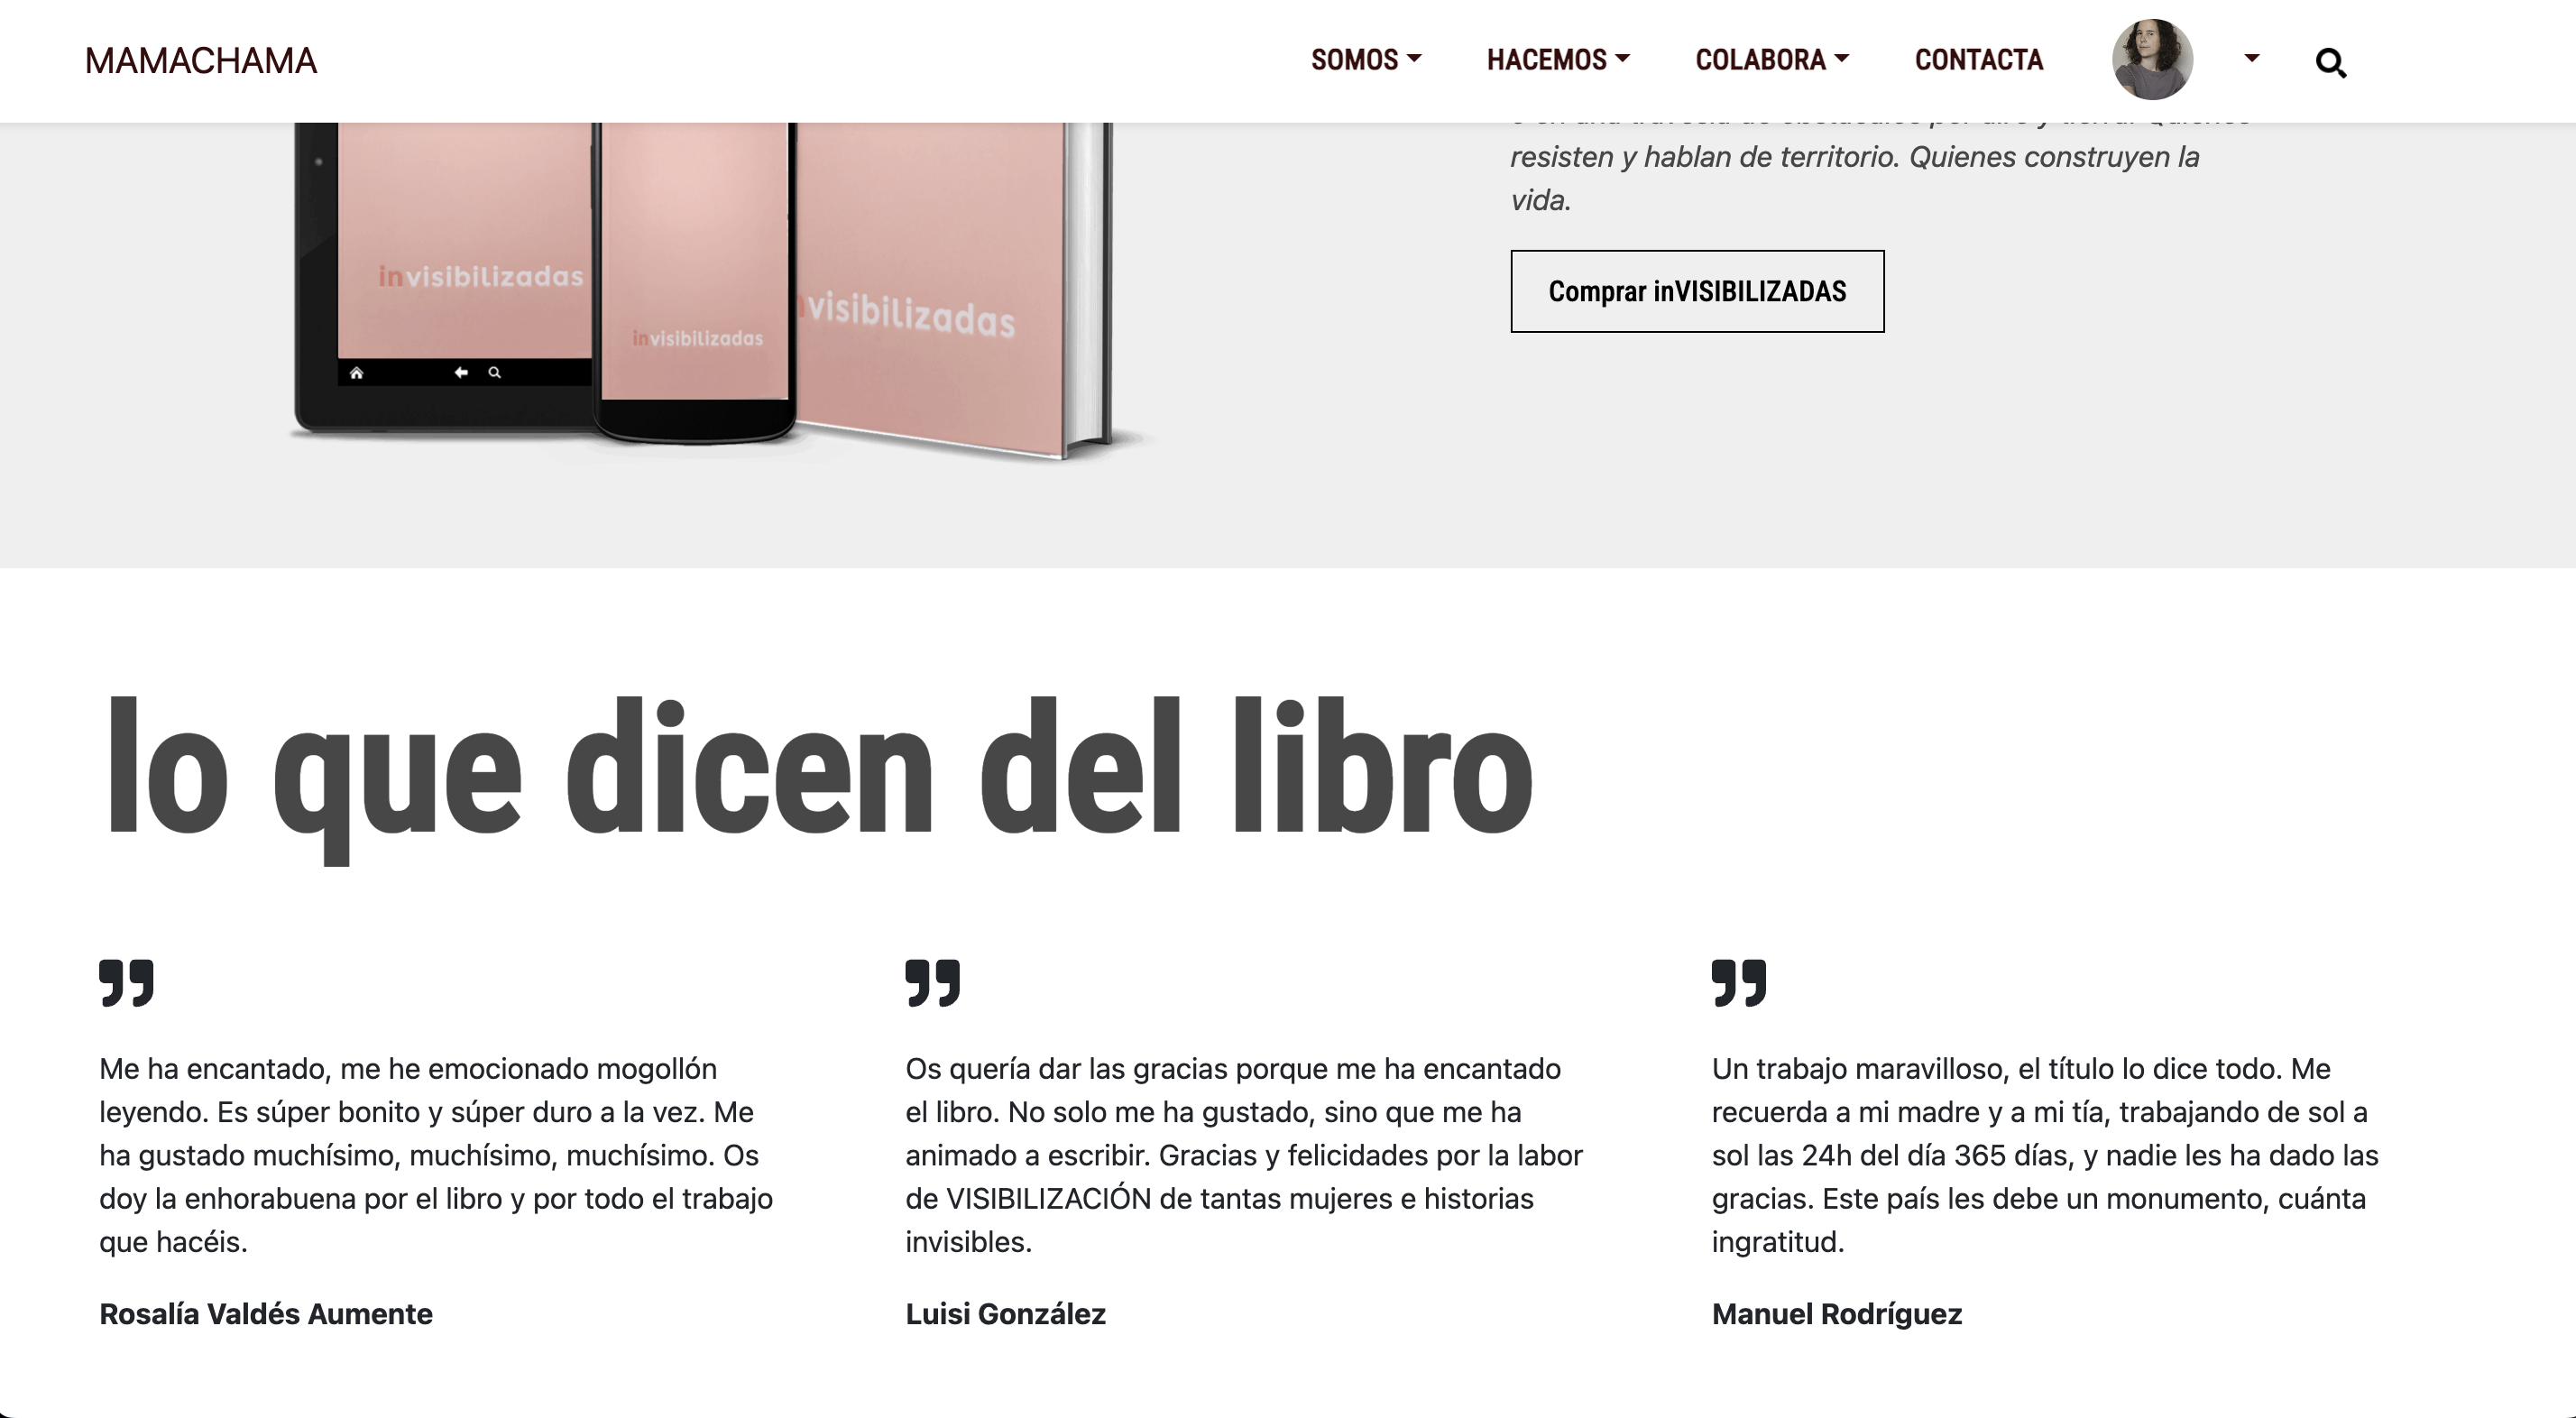 MAMACHAMA
SOMOS
HACEMOS
COLABORA
CONTACTA
resisten y hablan de territorio. Quienes construyen la
vida.
Comprar inVISIBILIZADAS
invisibilizadas
invisibilizadas
visibilizadas
lo que dicen del libro
Me ha encantado, me he emocionado mogollón
leyendo. Es súper bonito y súper duro a la vez. Me
ha gustado muchísimo, muchísimo, muchísimo. Os
doy la enhorabuena por el libro y por todo el trabajo
que hacéis.
Rosalía Valdés Aumente
Os quería dar las gracias porque me ha encantado
el libro. No solo me ha gustado, sino que me ha
animado a escribir. Gracias y felicidades por la labor
de VISIBILIZACIÓN de tantas mujeres e historias
invisibles.
Luisi González
Un trabajo maravilloso, el título lo dice todo. Me
recuerda a mi madre y a mi tía, trabajando de sol a
sol las 24h del día 365 días, y nadie les ha dado las
gracias. Este país les debe un monumento, cuánta
ingratitud.
Manuel Rodríguez